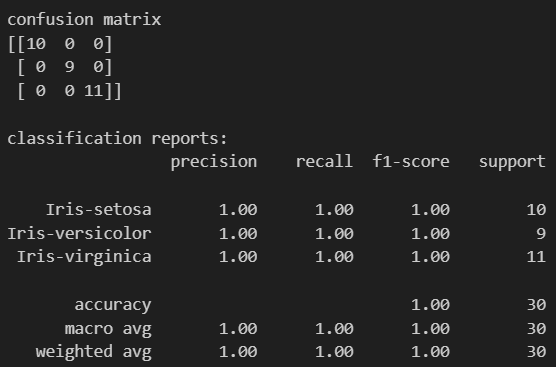 confusion matrix
[[10  0  0]
 [ 0  9  0]
 [ 0  0 11]]
classification reports:
precision    recall  f1-score   support
Iris-setosa       1.00      1.00      1.00        10
Iris-versicolor       1.00      1.00      1.00         9
Iris-virginica       1.00      1.00      1.00        11
accuracy                           1.00        30
macro avg       1.00      1.00      1.00        30
weighted avg       1.00      1.00      1.00        30